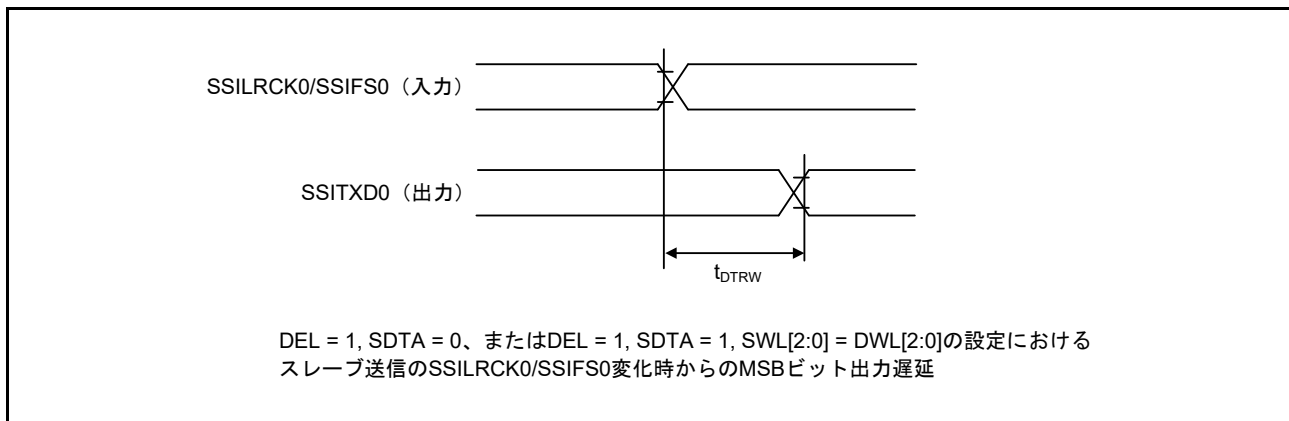 SSILRCK0/SSIFS0（入力）
SSITXD0（出力）
tDTRW
DEL = 1, SDTA = 0、またはDEL = 1, SDTA = 1, SWL[2:0] = DWL[2:0]の設定における
スレーブ送信のSSILRCK0/SSIFS0変化時からのMSBビット出力遅延